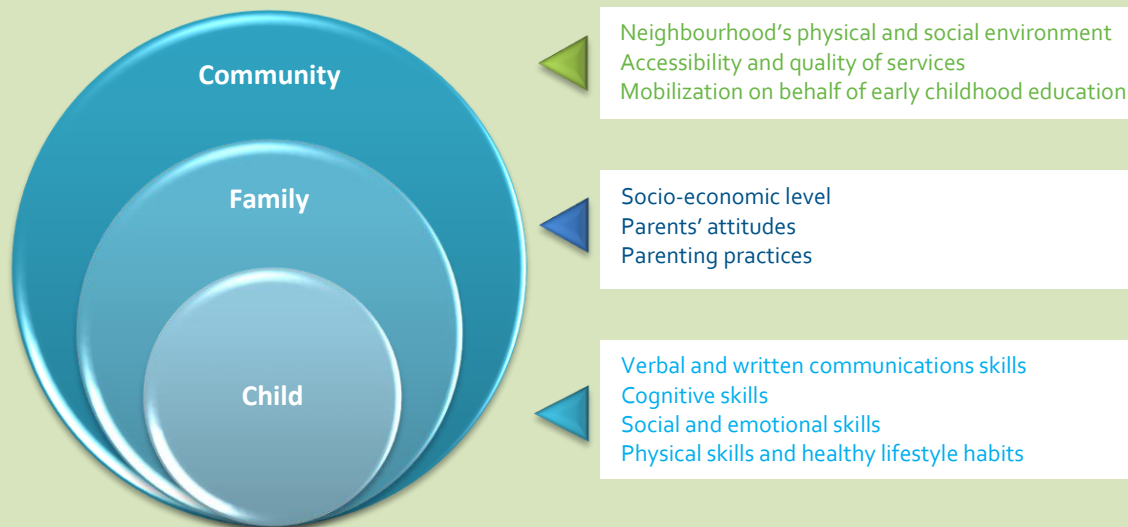 Community
Neighbourhood's physical and social environment
Accessibility and quality of services
Mobilization on behalf of early childhood education
Family
Socio-economic level
Parents' attitudes
Parenting practices
Child
Verbal and written communications skills
Cognitive skills
Social and emotional skills
Physical skills and healthy lifestyle habits